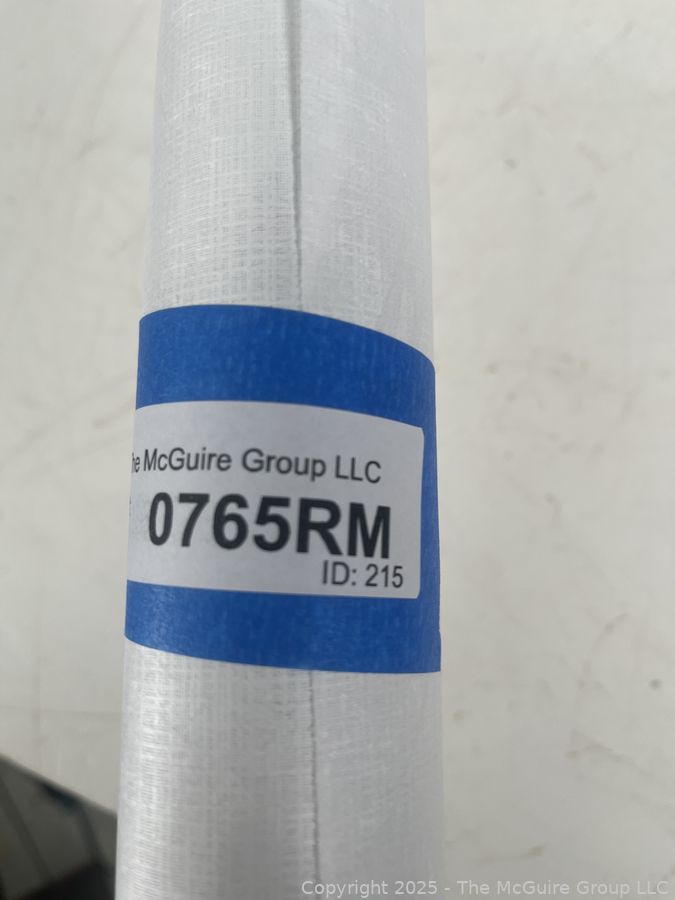 he McGuire Group LLC
0765RM
ID: 215
Copyright 2025 - The McGuire Group LLC